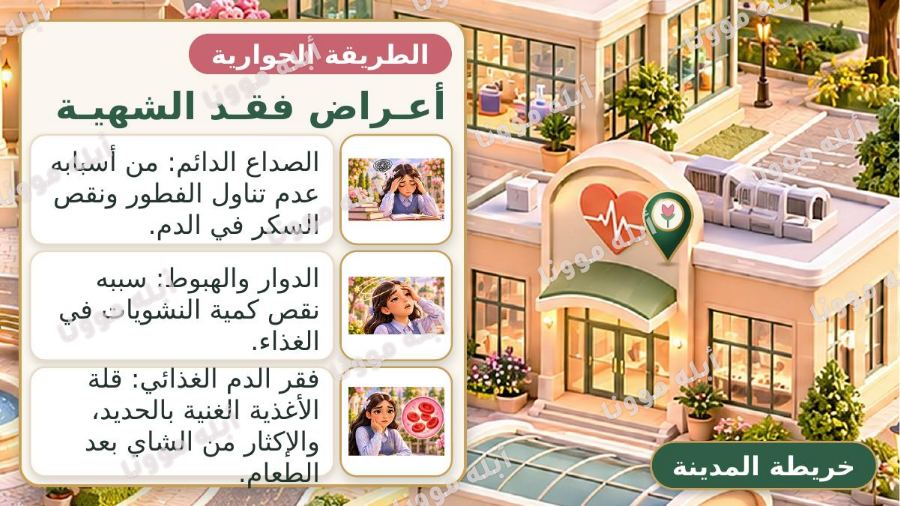 الطريقة الحوارية
أعـراض فقـد الشهيـة
الصداع الدائم: من أسبابه
عدم تناول الفطور ونقص
السكر في الدم.
الدوار والهبوط: سببه
نقص كمية النشويات في
الغذاء.
فقر الدم الغذائي: قلة
الأغذية الغنية بالحديد،
والإكثار من الشاي بعد
الطعام.
خريطة المدينة
أبله موونا